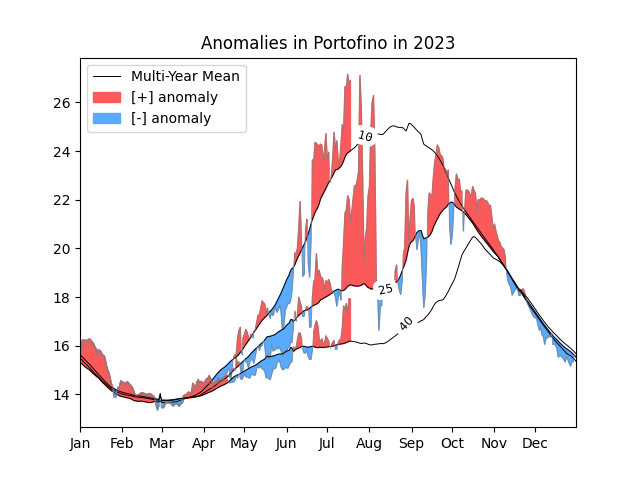 Anomalies in Portofino in 2023
Multi-Year Mean
[+] anomaly
[-] anomaly
26
24
22
20
18
16
14
10
25
40
Jan Feb Mar Apr May Jun Jul Aug Sep Oct Nov Dec